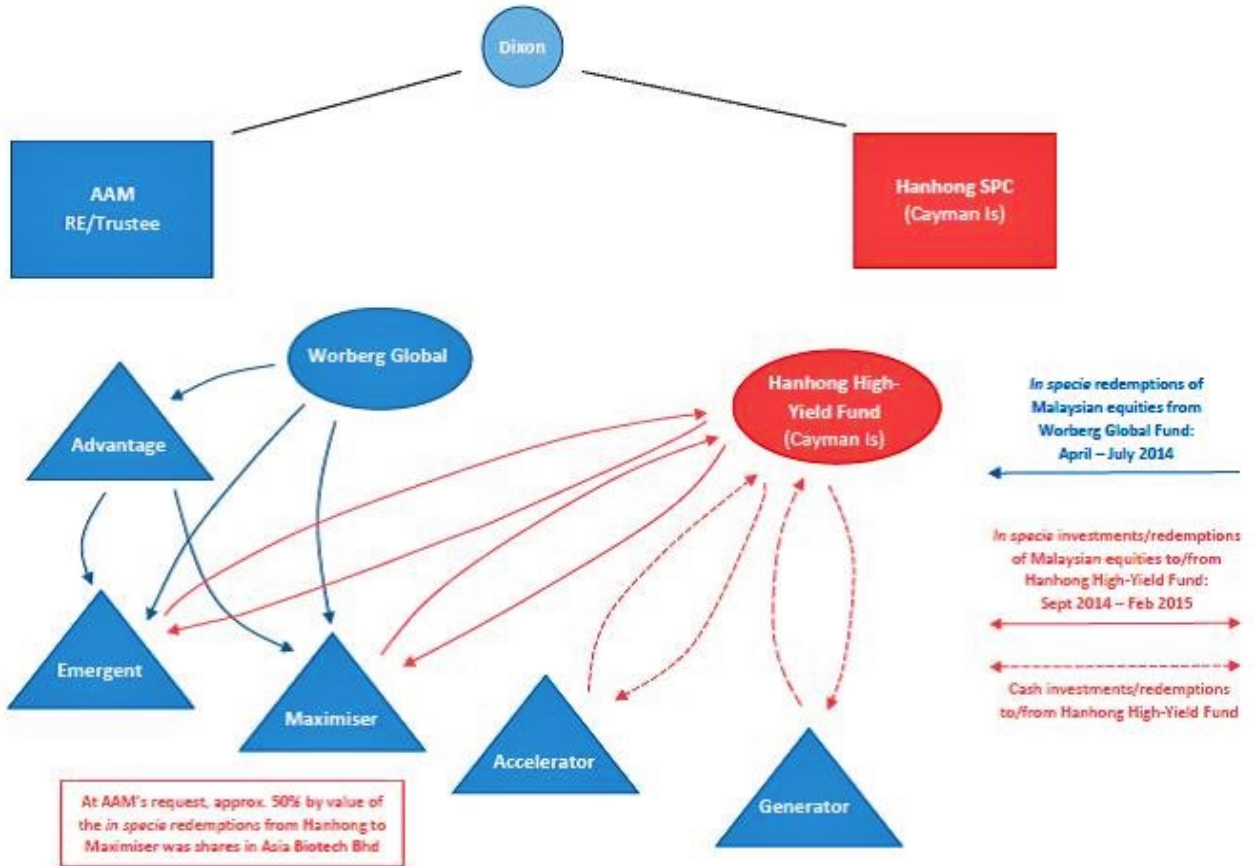 Dixon
AAM
RE/Trustee
Hanhong SPC
(Cayman Is)
Worberg Global
Hanhong High-
Yield Fund
(Cayman Is)
Advantage
Emergent
Maximiser
Accelerator
Generator
In specie redemptions of
Malaysian equities from
Worberg Global Fund:
April – July 2014
In specie investments/redemptions
of Malaysian equities to/from
Hanhong High-Yield Fund:
Sept 2014 – Feb 2015
Cash investments/redemptions
to/from Hanhong High-Yield Fund
At AAM's request, approx. 50% by value of
the in specie redemptions from Hanhong to
Maximiser was shares in Asia Biotech Bhd